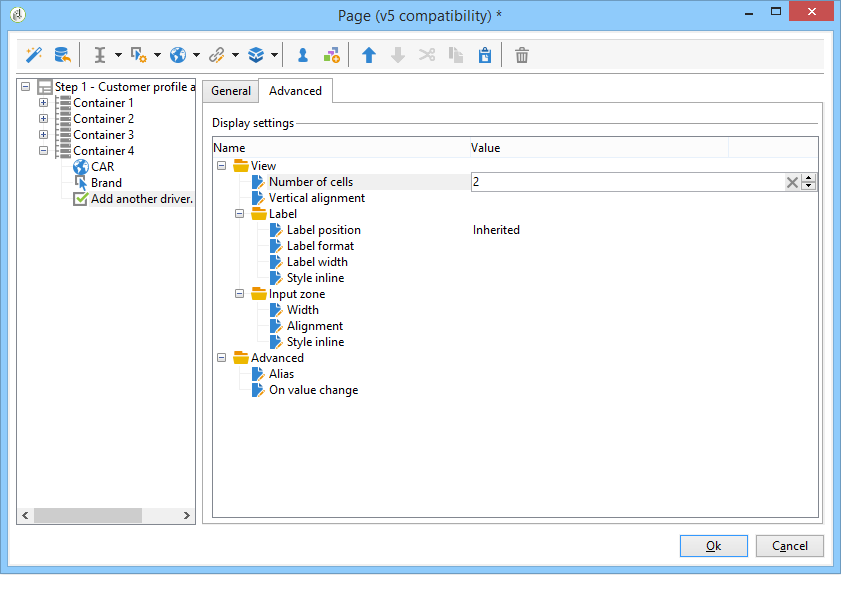 Page (v5 compatibility) *
Step 1 - Customer profile a
Container 1
Container 2
Container 3
Container 4
CAR
Brand
Add another driver.
General
Advanced
Display settings
Name Value
View
Number of cells 2
Vertical alignment
Label
Label position Inherited
Label format
Label width
Style inline
Input zone
Width
Alignment
Style inline
Advanced
Alias
On value change
Ok
Cancel